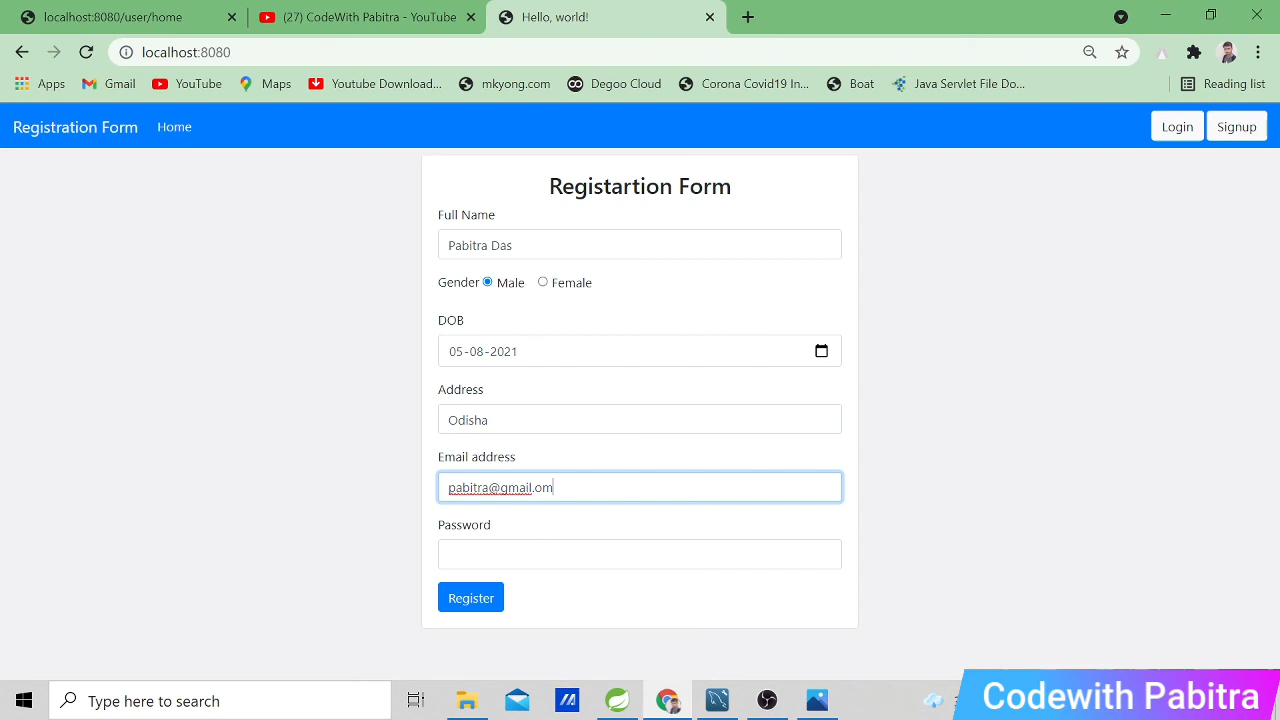 localhost:8080/user/home
(27) CodeWith Pabitra - YouTube
Hello, world!
localhost:8080
Apps
Gmail
YouTube
Maps
Youtube Download...
mkyong.com
Degoo Cloud
Corona Covid19 In...
Boat
Java Servlet File Do...
Reading list
Registration Form
Home
Login
Signup
Registartion Form
Full Name
Pabitra Das
Gender Male Female
DOB
05-08-2021
Address
Odisha
Email address
pabitra@gmail.om
Password
Register
Type here to search
Codewith Pabitra